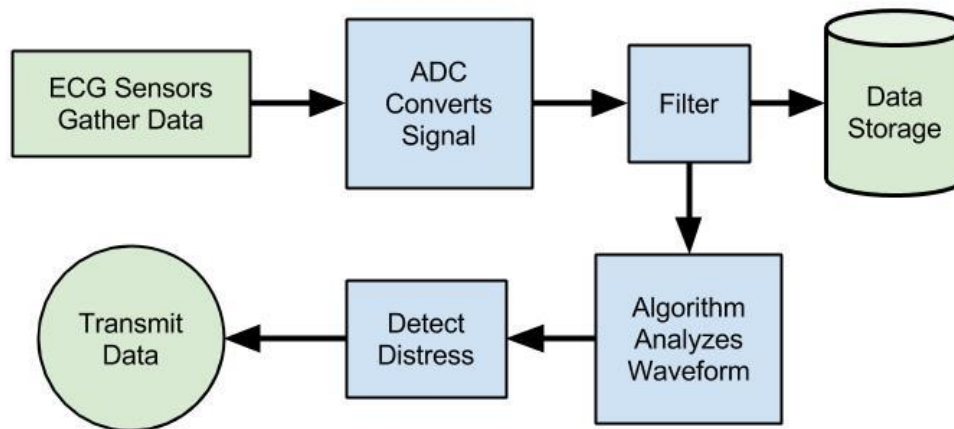 ECG Sensors
Gather Data
ADC
Converts
Signal
Filter
Data
Storage
Algorithm
Analyzes
Waveform
Detect
Distress
Transmit
Data